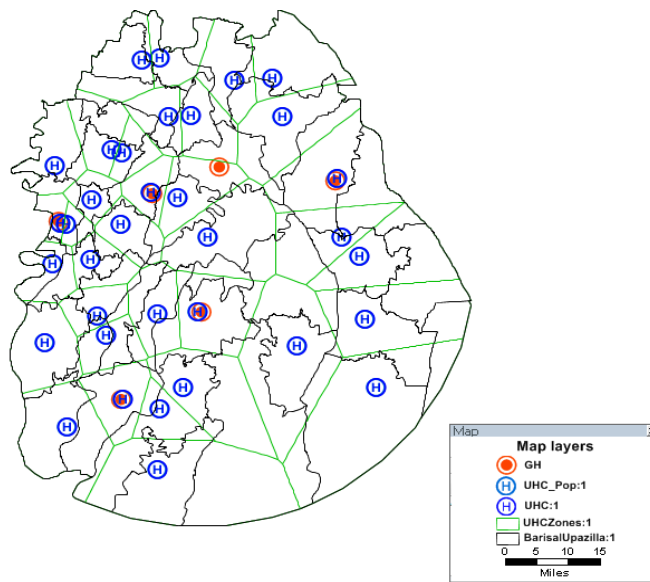 Map
Map layers
GH
UHC_Pop:1
UHC:1
UHCZones:1
BarisalUpazilla:1
0 5 10 15
Miles